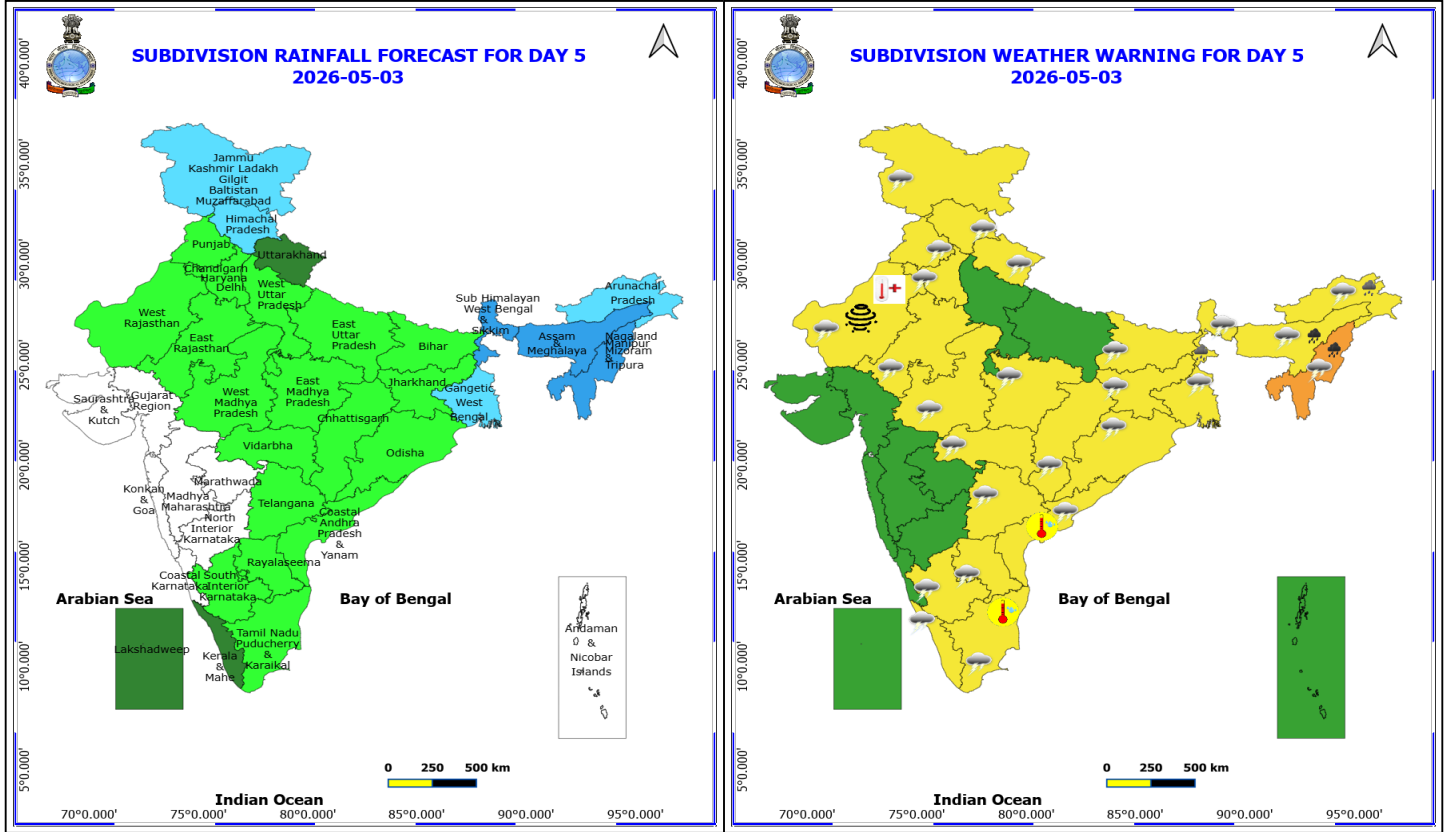 SUBDIVISION RAINFALL FORECAST FOR DAY 5
2026-05-03
40°0.000'
35°0.000'
30°0.000'
25°0.000'
20°0.000'
15°0.000'
10°0.000'
5°0.000'
Jammu
Kashmir Ladakh
Gilgit
Baltistan
Muzaffarabad
Himachal
Pradesh
Punjab
Uttarakhand
Chandigarh
Haryana
Delhi
West
Uttar
Pradesh
Arunachal
Pradesh
Sub Himalayan
West Bengal
&
Sikkim
West
Rajasthan
East
Rajasthan
East
Uttar
Pradesh
Bihar
Assam
&
Meghalaya
Nagaland
Manipur
Mizoram
&
Tripura
Saurashtra
&
Kutch
Gujarat
Region
West
Madhya
Pradesh
East
Madhya
Pradesh
Jharkhand
Gangetic
West
Bengal
Chhattisgarh
Vidarbha
Odisha
Konkan
&
Goa
Madhya
Maharashtra
Marathwada
North
Interior
Karnataka
Telangana
Coastal
Andhra
Pradesh
&
Yanam
Rayalaseema
Coastal
Karnataka
South
Interior
Karnataka
Arabian Sea
Bay of Bengal
Lakshadweep
Kerala
&
Mahe
Tamil Nadu
Puducherry
&
Karaikal
Andaman
&
Nicobar
Islands
0 250 500 km
Indian Ocean
70°0.000' 75°0.000' 80°0.000' 85°0.000' 90°0.000' 95°0.000'
SUBDIVISION WEATHER WARNING FOR DAY 5
2026-05-03
40°0.000'
35°0.000'
30°0.000'
25°0.000'
20°0.000'
15°0.000'
10°0.000'
5°0.000'
Arabian Sea
Bay of Bengal
0 250 500 km
Indian Ocean
70°0.000' 75°0.000' 80°0.000' 85°0.000' 90°0.000' 95°0.000'